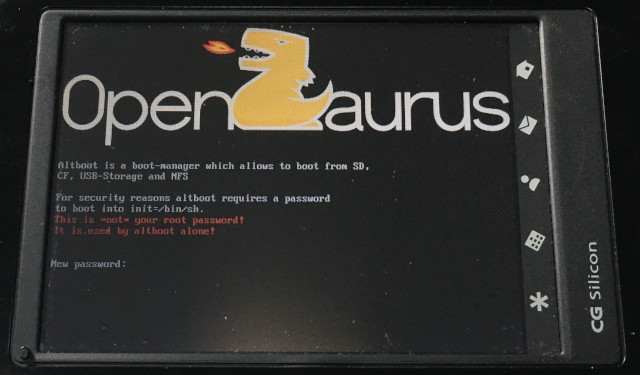 OpenZaurus
Altboot is a boot-manager which allows to boot from SD,
CF, USB-Storage and NFS
For security reasons altboot requires a password
to boot into init=/bin/sh.
This is *not* your root password!
It is used by altboot alone!
New password:
CG Silicon